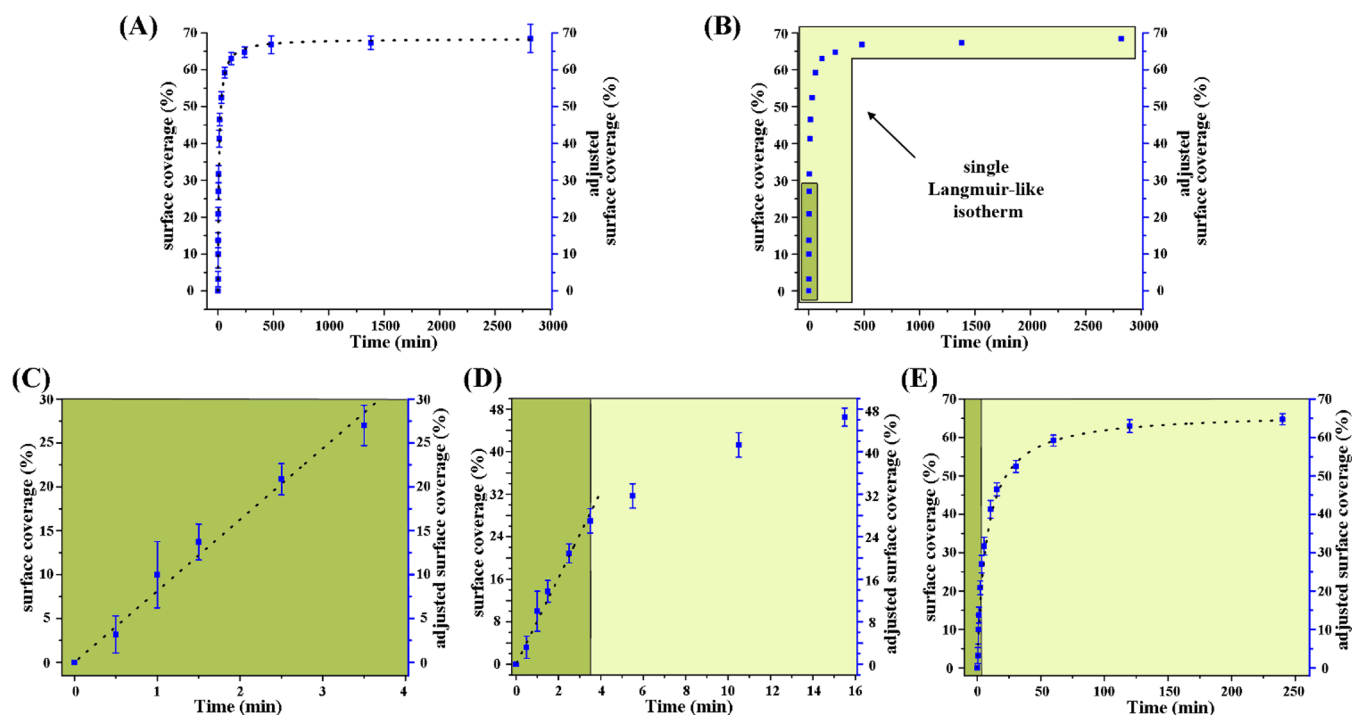 (A)
surface coverage (%)
70
60
50
40
30
20
10
0
0 500 1000 1500 2000 2500 3000
Time (min)
70
60
50
40
30
20
10
0
adjusted
surface coverage (%)
(B)
surface coverage (%)
70
60
50
40
30
20
10
0
single
Langmuir-like
isotherm
0 500 1000 1500 2000 2500 3000
Time (min)
70
60
50
40
30
20
10
0
adjusted
surface coverage (%)
(C)
surface coverage (%)
30
25
20
15
10
5
0
0 1 2 3 4
Time (min)
30
25
20
15
10
5
0
adjusted surface coverage (%)
(D)
surface coverage (%)
48
44
40
36
32
28
24
20
16
12
8
4
0
0 2 4 6 8 10 12 14 16
Time (min)
48
40
32
24
16
8
0
adjusted surface coverage (%)
(E)
surface coverage (%)
70
60
50
40
30
20
10
0
0 50 100 150 200 250
Time (min)
70
60
50
40
30
20
10
0
adjusted surface coverage (%)